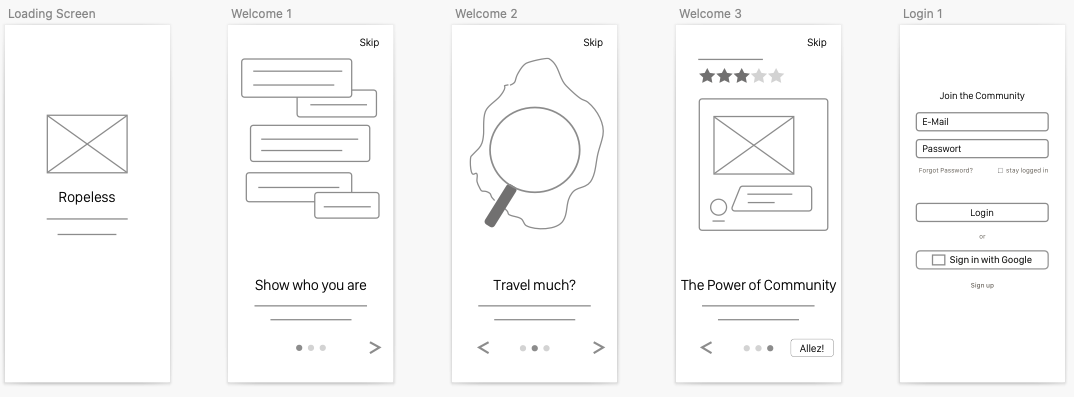 Loading Screen
Ropeless
Welcome 1
Skip
Show who you are
Welcome 2
Skip
Travel much?
Welcome 3
Skip
The Power of Community
Allez!
Login 1
Join the Community
E-Mail
Passwort
Forgot Password? stay logged in
Login
or
Sign in with Google
Sign up